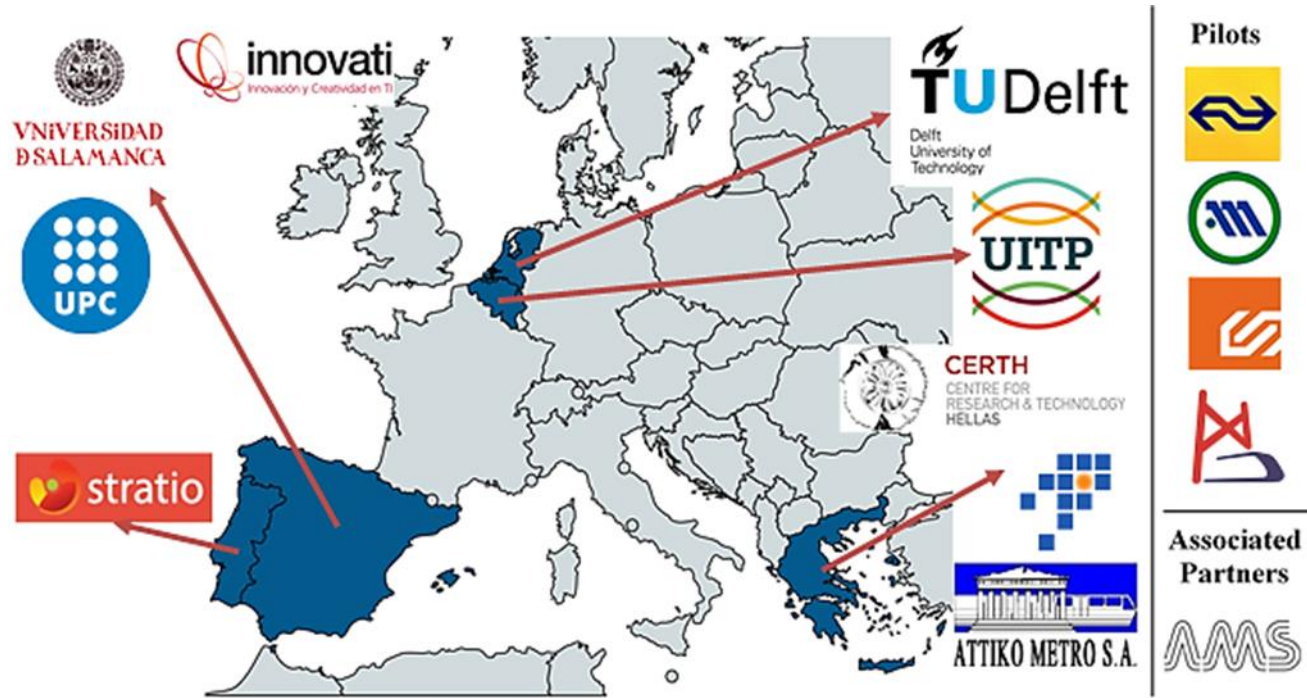 VNiVERSiDAD
Ð SALAMANCA
innovati
Innovación y Creatividad en TI
UPC
stratio
TUDelft
Delft
University of
Technology
UITP
CERTH
CENTRE FOR
RESEARCH & TECHNOLOGY
HELLAS
ATTIKO METRO S.A.
Pilots
Associated
Partners
AMS